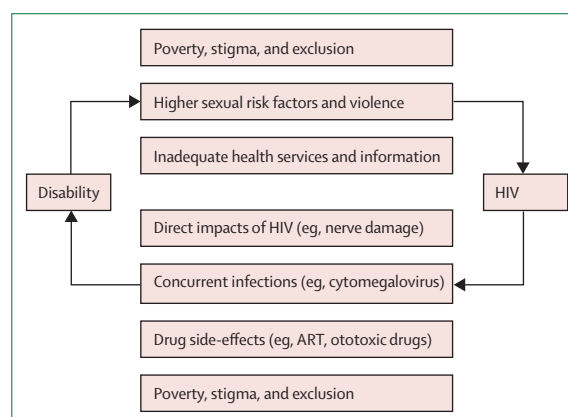 Poverty, stigma, and exclusion
Higher sexual risk factors and violence
Inadequate health services and information
Disability
HIV
Direct impacts of HIV (eg, nerve damage)
Concurrent infections (eg, cytomegalovirus)
Drug side-effects (eg, ART, ototoxic drugs)
Poverty, stigma, and exclusion